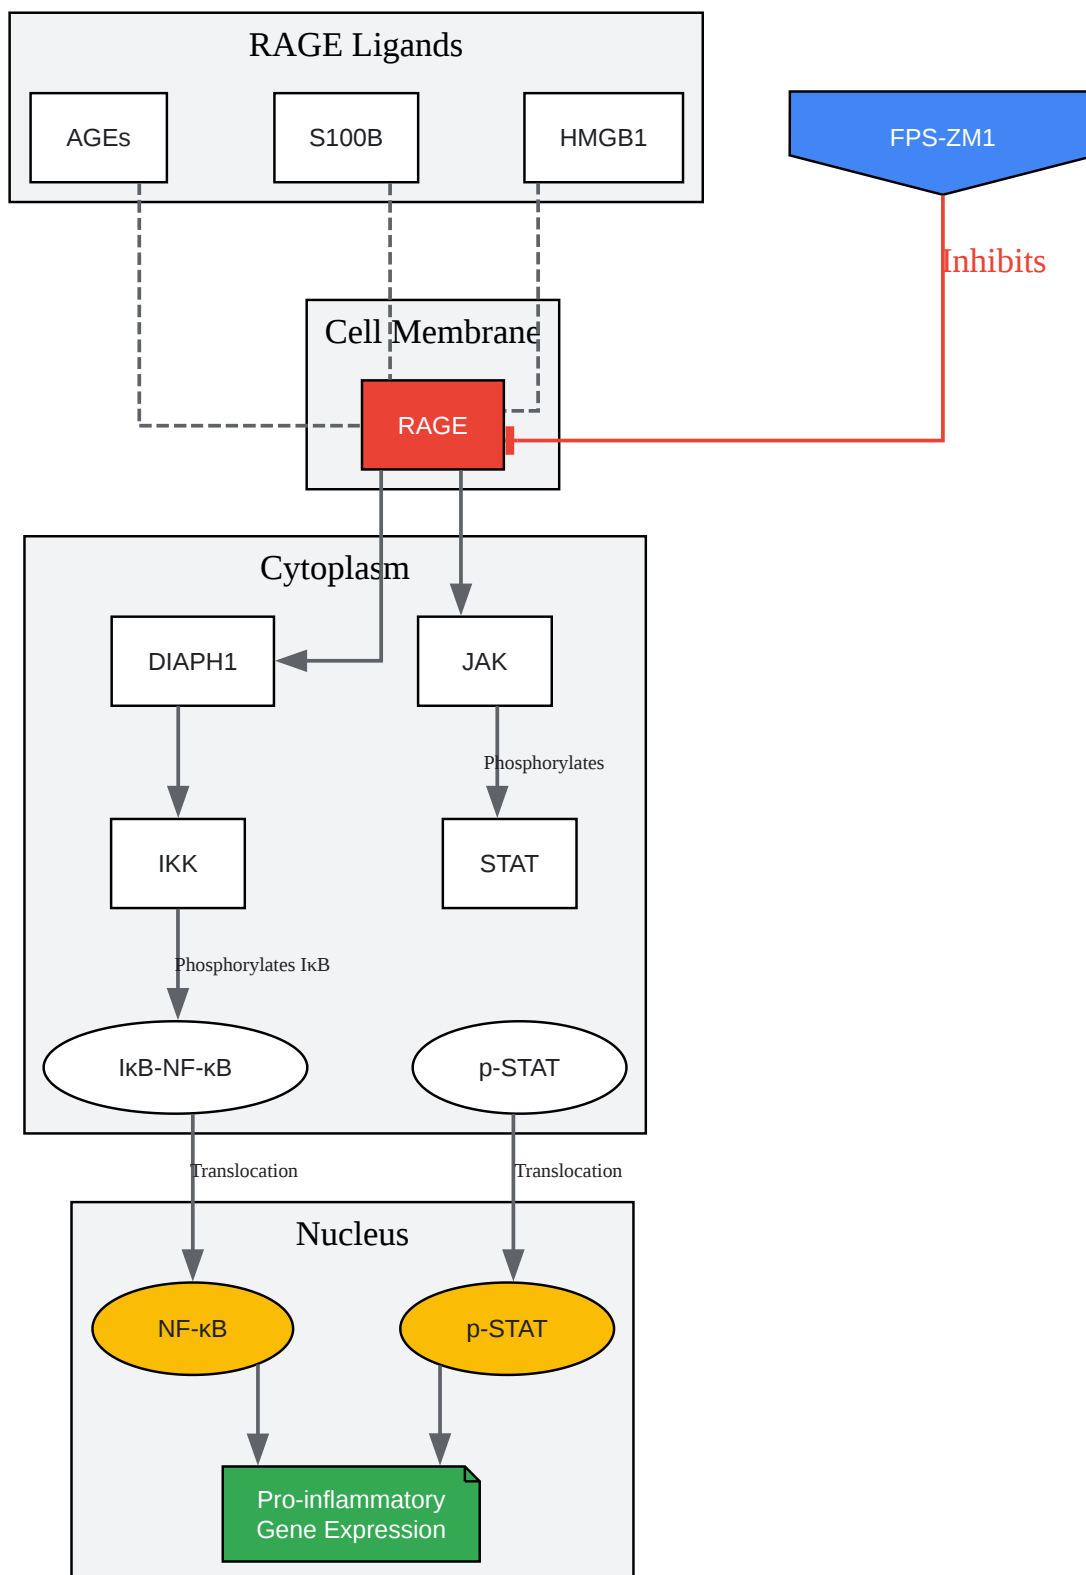 RAGE Ligands
AGEs
S100B
HMGB1
FPS-ZM1
Inhibits
Cell Membrane
RAGE
Cytoplasm
DIAPH1
JAK
Phosphorylates
IKK
STAT
Phosphorylates IκB
IκB-NF-κB
p-STAT
Translocation
Translocation
Nucleus
NF-κB
p-STAT
Pro-inflammatory
Gene Expression